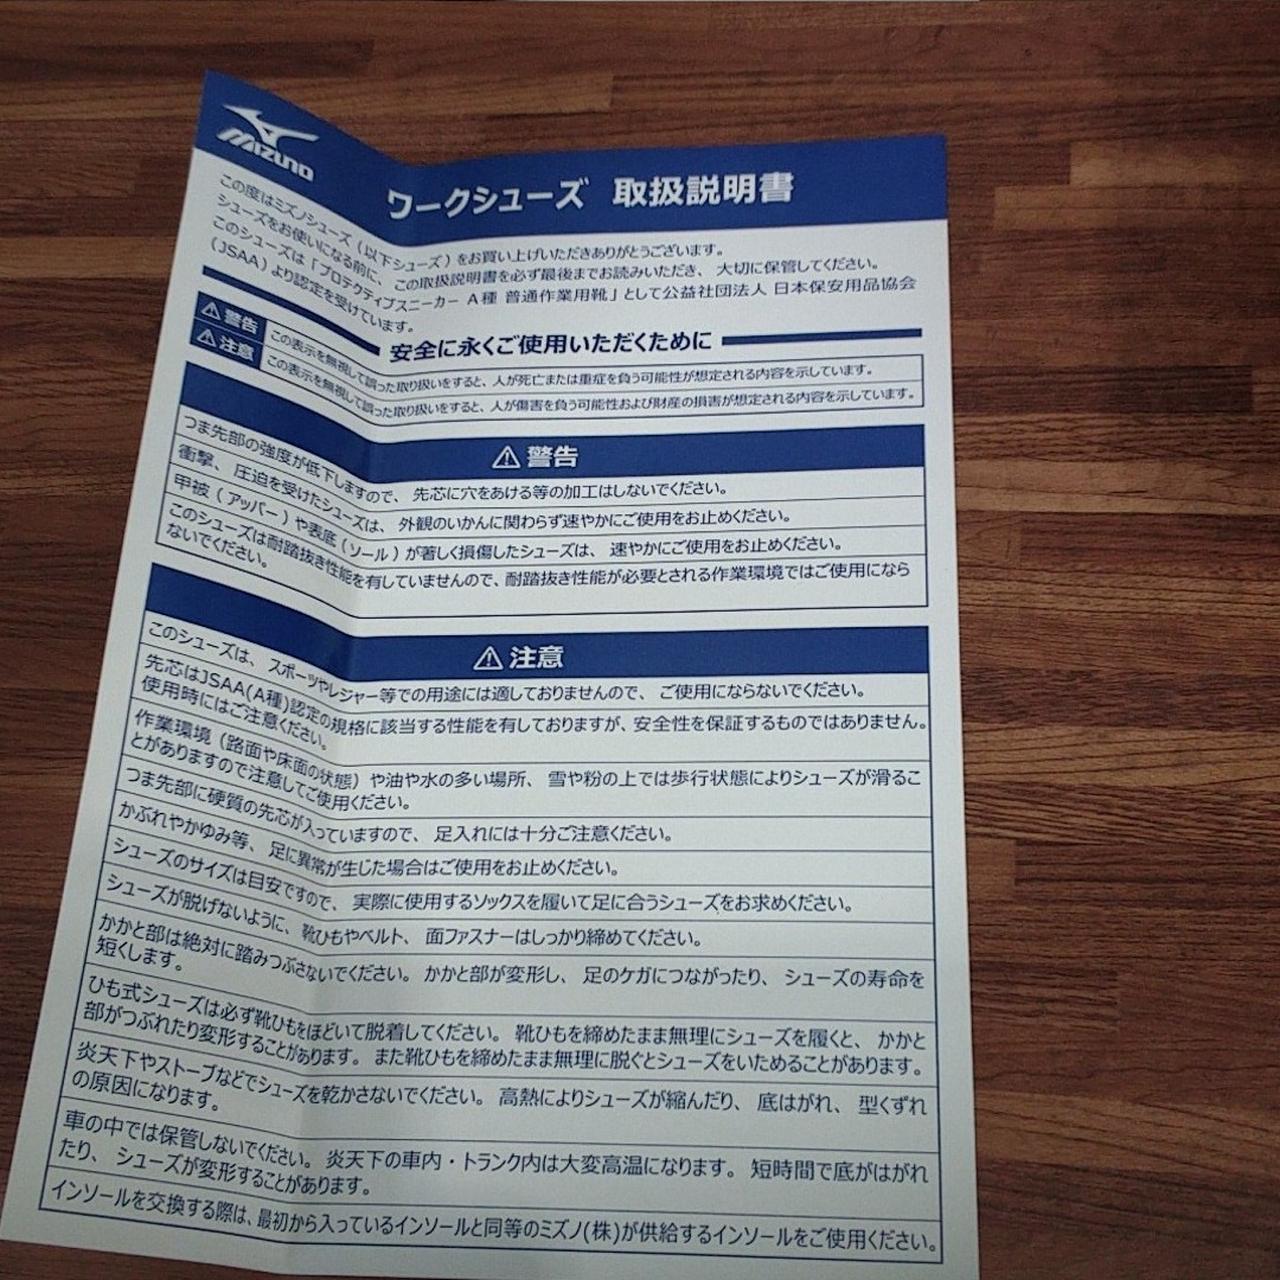 MIZUNO
ワークシューズ 取扱説明書
この度はミズノシューズ(以下シューズ)をお買い上げいただきありがとうございます。
シューズをお使いになる前に、この取扱説明書を必ず最後までお読みいただき、大切に保管してください。
このシューズは「プロテクティブスニーカー A種 普通作業用靴」として公益社団法人 日本保安用品協会
(JSAA)より認定を受けています。
安全に永くご使用いただくために
⚠警告 この表示を無視して誤った取り扱いをすると、人が死亡または重症を負う可能性が想定される内容を示しています。
⚠注意 この表示を無視して誤った取り扱いをすると、人が傷害を負う可能性および財産の損害が想定される内容を示しています。
⚠警告
つま先部の強度が低下しますので、先芯に穴をあける等の加工はしないでください。
衝撃、圧迫を受けたシューズは、外観のいかんに関わらず速やかにご使用をお止めください。
甲被(アッパー)や表底(ソール)が著しく損傷したシューズは、速やかにご使用をお止めください。
このシューズは耐踏抜き性能を有していませんので、耐踏抜き性能が必要とされる作業環境ではご使用になら
ないでください。
⚠注意
このシューズは、スポーツやレジャー等での用途には適しておりませんので、ご使用にならないでください。
先芯はJSAA(A種)認定の規格に該当する性能を有しておりますが、安全性を保証するものではありません。
使用時にはご注意ください。
作業環境(路面や床面の状態)や油や水の多い場所、雪や粉の上では歩行状態によりシューズが滑るこ
とがありますので注意してご使用ください。
つま先部に硬質の先芯が入っていますので、足入れには十分ご注意ください。
かぶれやかゆみ等、足に異常が生じた場合はご使用をお止めください。
シューズのサイズは目安ですので、実際に使用するソックスを履いて足に合うシューズをお求めください。
シューズが脱げないように、靴ひもやベルト、面ファスナーはしっかり締めてください。
かかと部は絶対に踏みつぶさないでください。かかと部が変形し、足のケガにつながったり、シューズの寿命を
短くします。
ひも式シューズは必ず靴ひもをほどいて脱着してください。靴ひもを締めたまま無理にシューズを履くと、かかと
部がつぶれたり変形することがあります。また靴ひもを締めたまま無理に脱ぐとシューズをいためることがあります。
炎天下やストーブなどでシューズを乾かさないでください。高熱によりシューズが縮んだり、底はがれ、型くずれ
の原因になります。
車の中では保管しないでください。炎天下の車内・トランク内は大変高温になります。短時間で底がはがれ
たり、シューズが変形することがあります。
インソールを交換する際は、最初から入っているインソールと同等のミズノ(株)が供給するインソールをご使用ください。